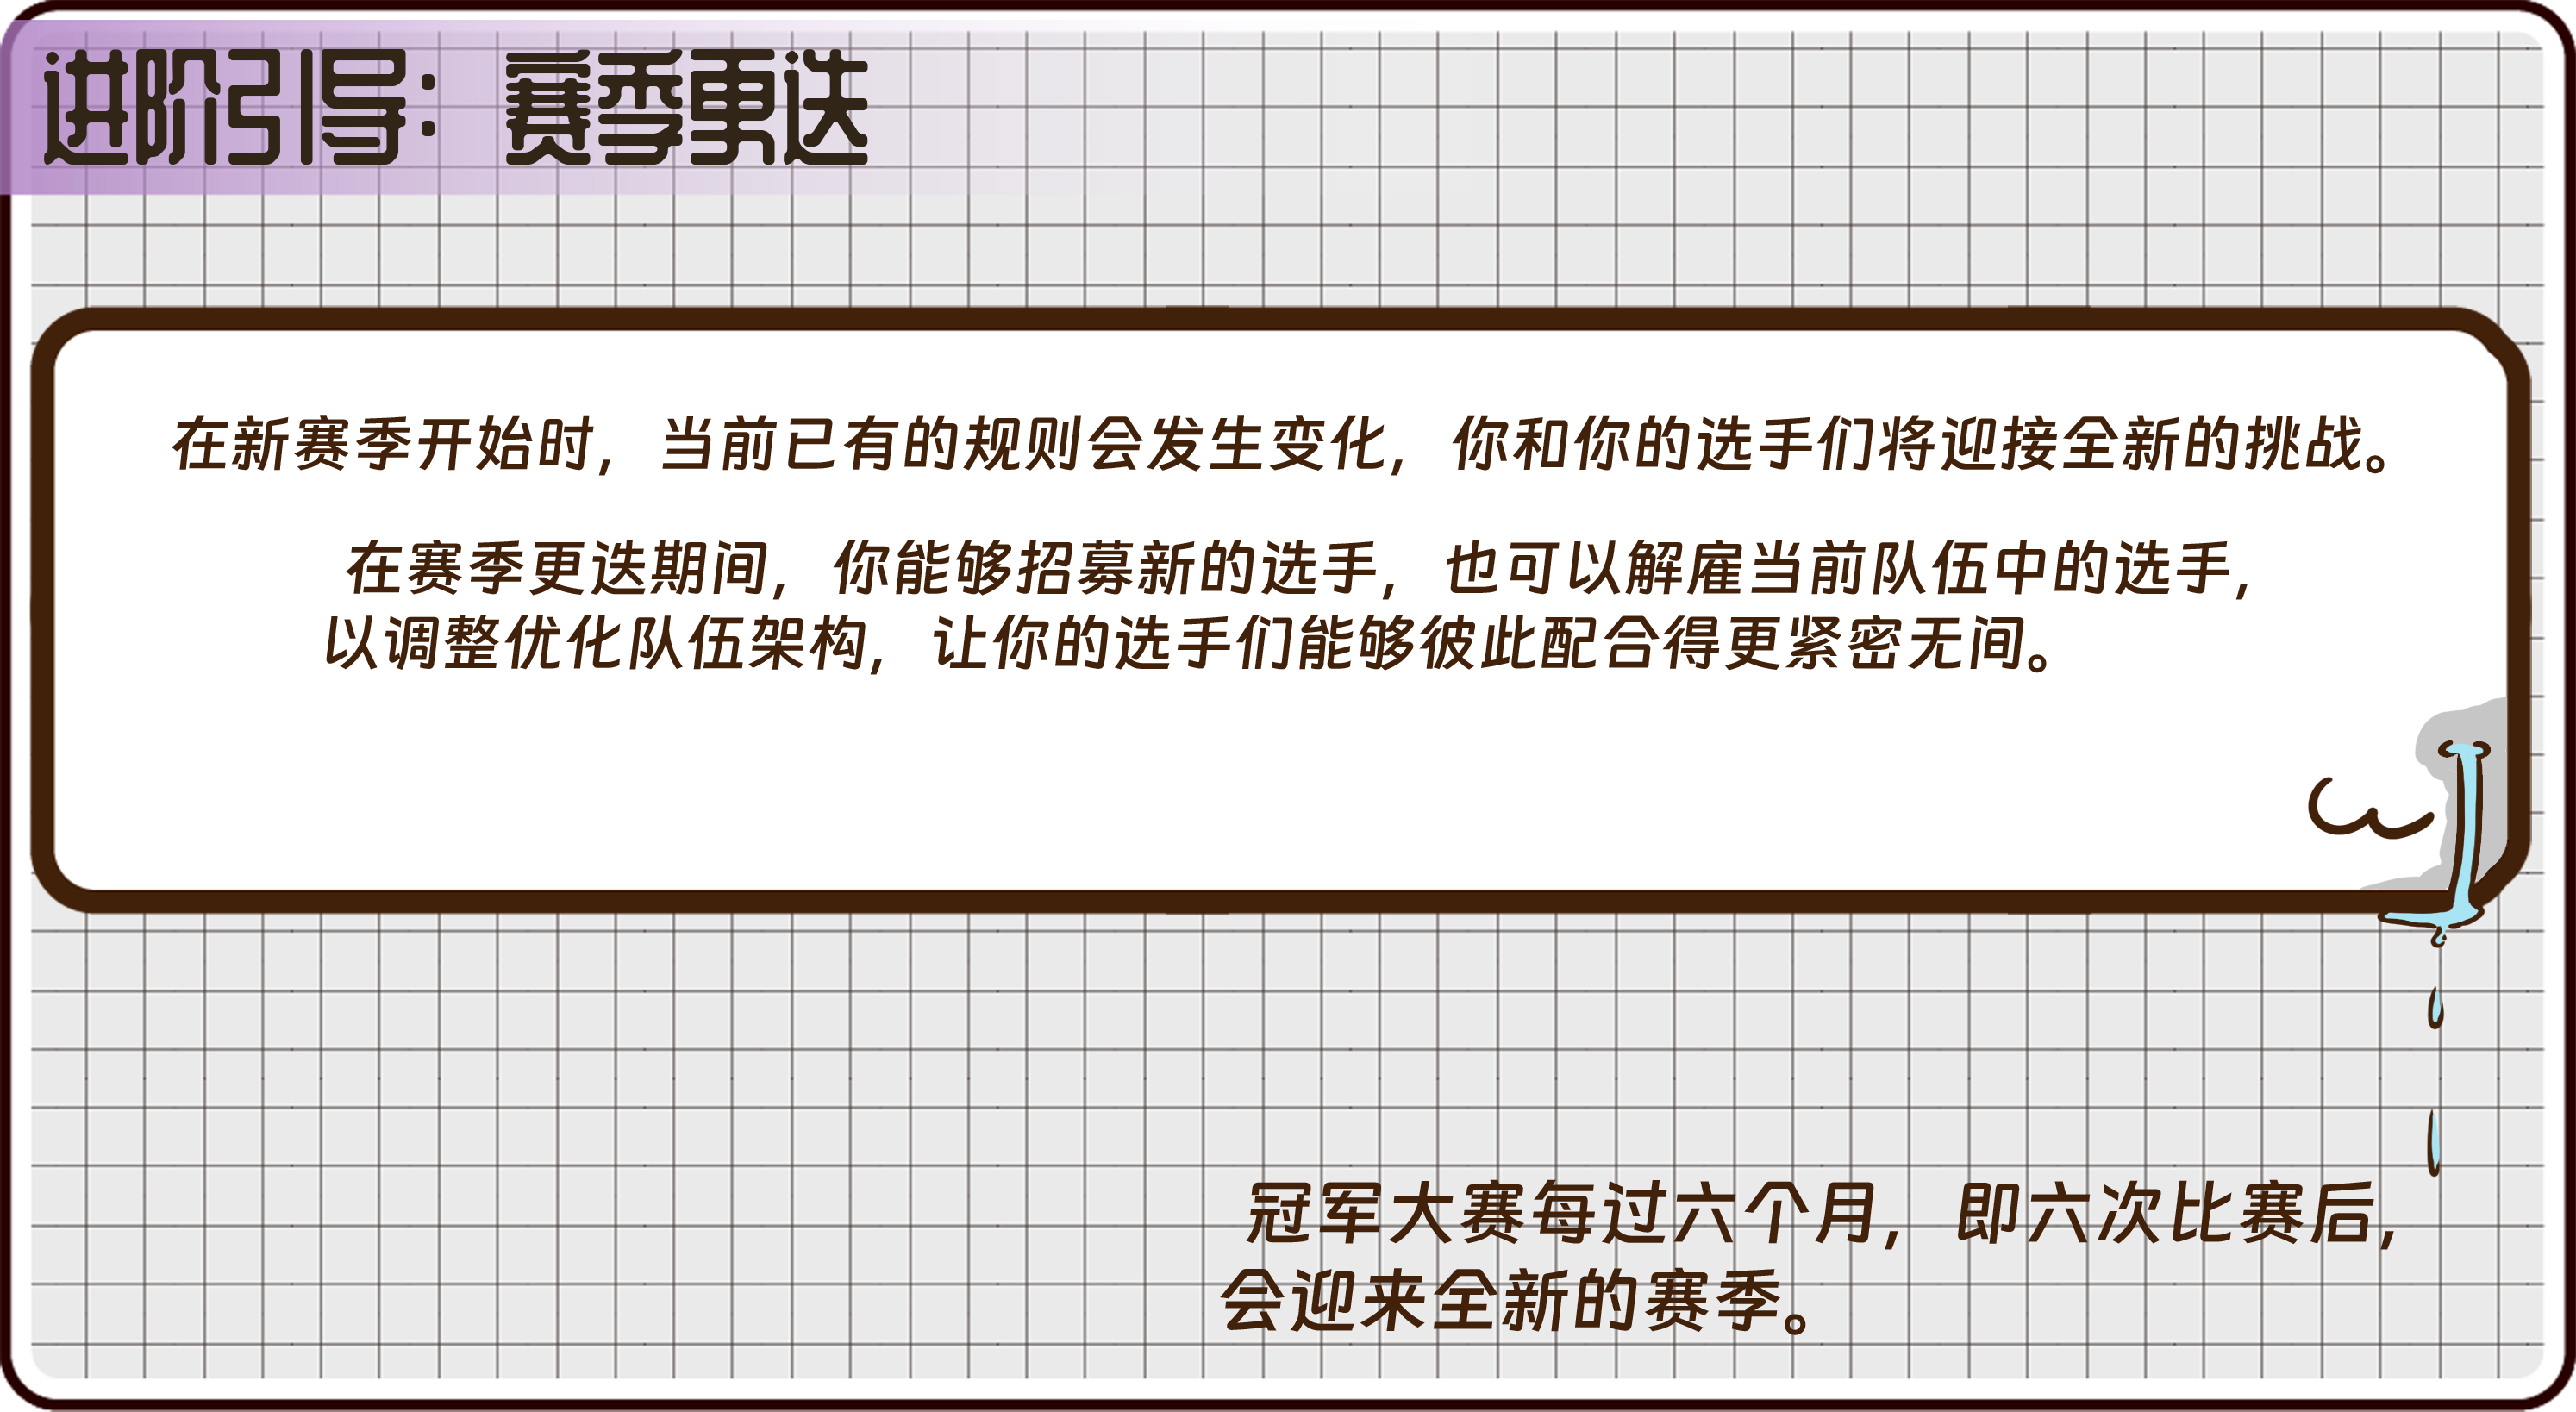 进阶引导：赛季更迭
在新赛季开始时，当前已有的规则会发生变化，你和你的选手们将迎接全新的挑战。
在赛季更迭期间，你能够招募新的选手，也可以解雇当前队伍中的选手，
以调整优化队伍架构，让你的选手们能够彼此配合得更紧密无间。
冠军大赛每过六个月，即六次比赛后，
会迎来全新的赛季。